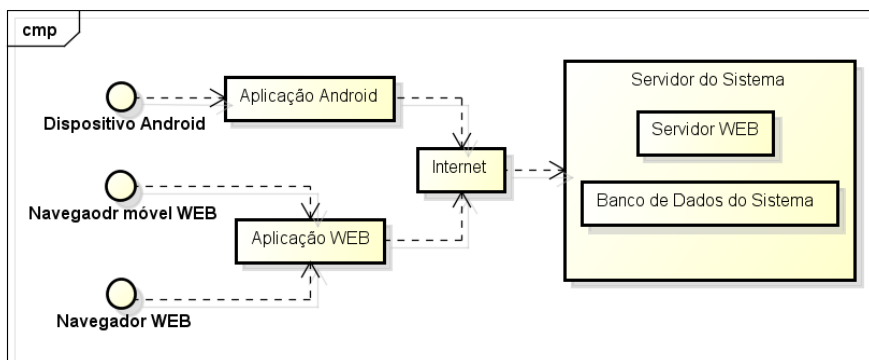 cmp
Servidor do Sistema
Aplicação Android
Dispositivo Android
Servidor WEB
Internet
Navegaodr móvel WEB
Banco de Dados do Sistema
Aplicação WEB
Navegador WEB